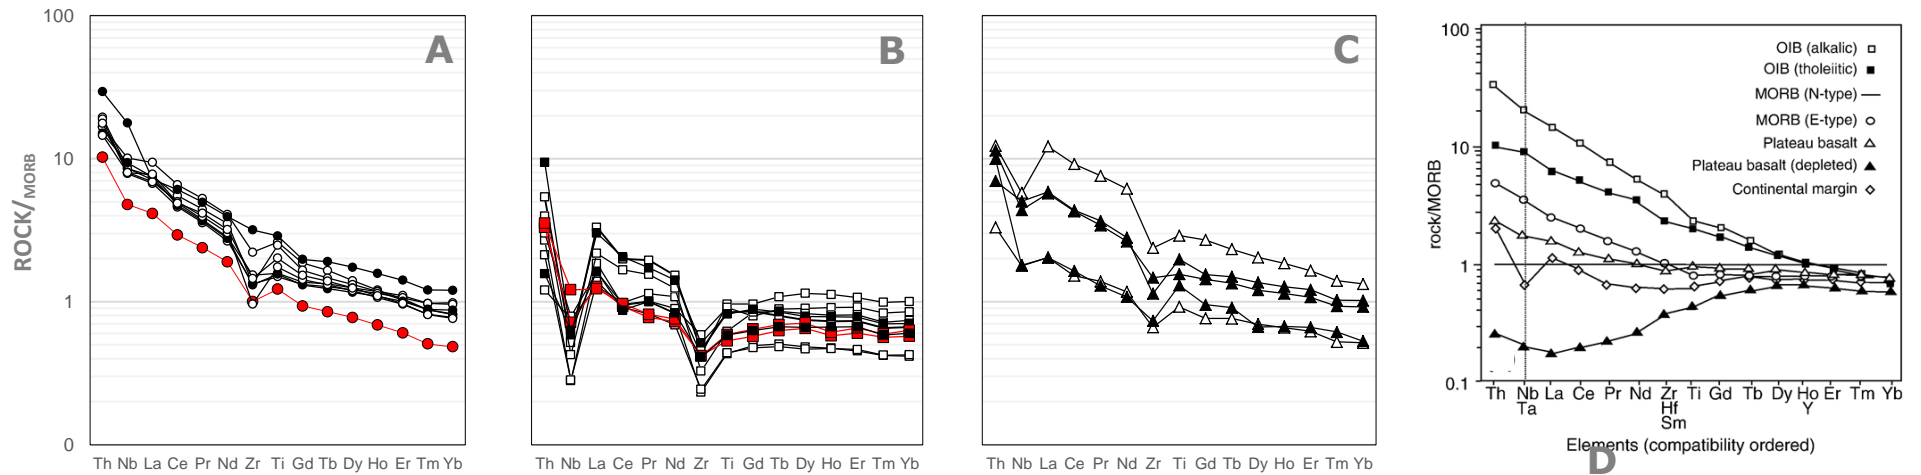 100
10
1
0
ROCK/MORB
A
Th Nb La Ce Pr Nd Zr Ti Gd Tb Dy Ho Er Tm Yb
B
Th Nb La Ce Pr Nd Zr Ti Gd Tb Dy Ho Er Tm Yb
C
Th Nb La Ce Pr Nd Zr Ti Gd Tb Dy Ho Er Tm Yb
100
10
1
0.1
rock/MORB
OIB (alkalic)
OIB (tholeiitic)
MORB (N-type)
MORB (E-type)
Plateau basalt
Plateau basalt (depleted)
Continental margin
Th Nb La Ce Pr Nd Zr Ti Gd Tb Dy Ho Er Tm Yb
Ta Hf Y
Sm
Elements (compatibility ordered)
D